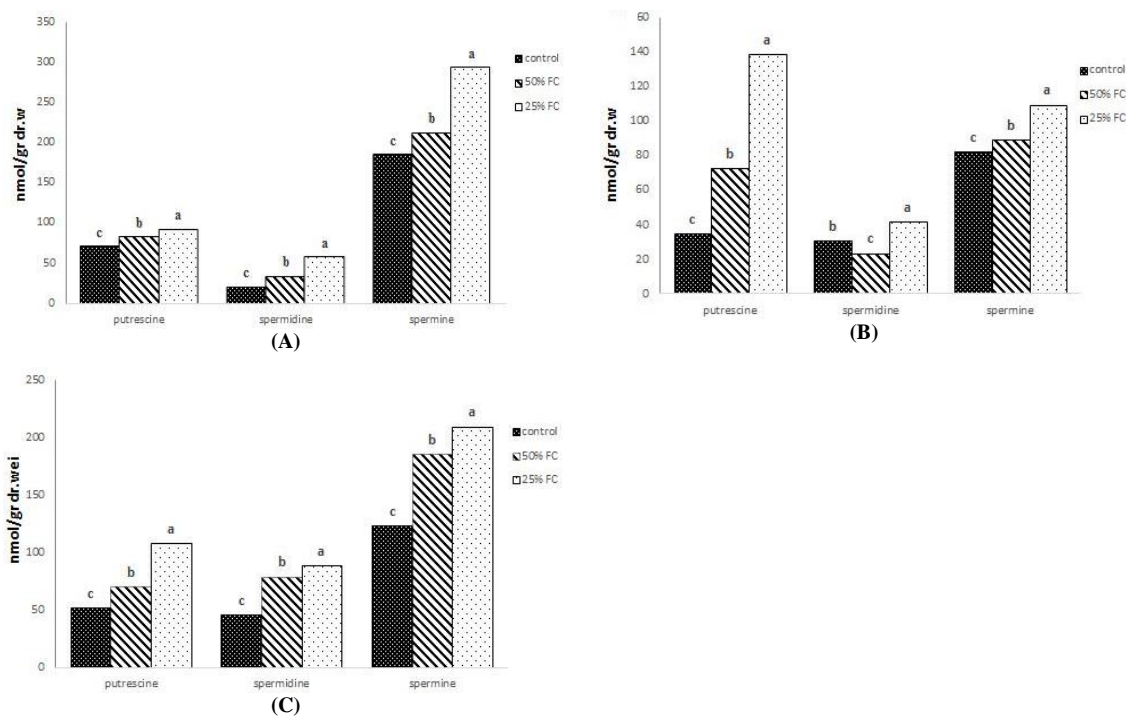 350
300
250
200
150
100
50
0
nmol/gr dr.w
c b a
c b a
c b a
putrescine spermidine spermine
control
50% FC
25% FC
(A)
60
140
120
100
80
60
40
20
0
nmol/gr dr.w
c b a
b c a
c b a
putrescine spermidine spermine
control
50% FC
25% FC
(B)
250
200
150
100
50
0
nmol/gr dr.wei
c b a
c b a
c b a
putrescine spermidine spermine
control
50% FC
25% FC
(C)